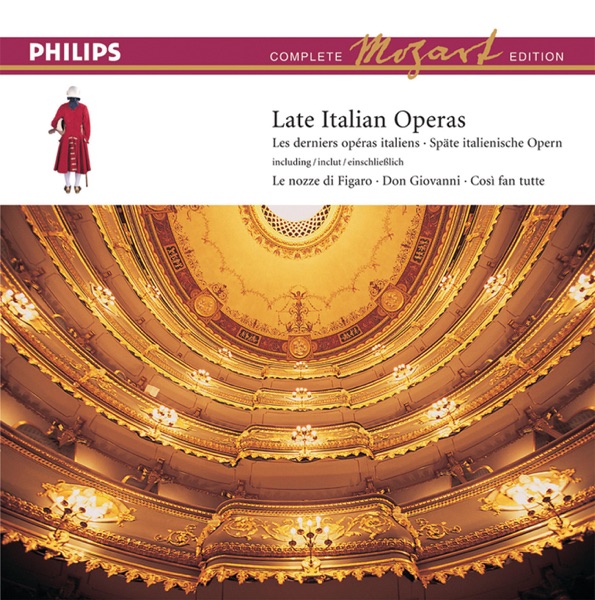 PHILIPS
COMPLETE Mozart EDITION
Late Italian Operas
Les derniers opéras italiens · Späte italienische Opern
including / inclut / einschließlich
Le nozze di Figaro · Don Giovanni · Così fan tutte